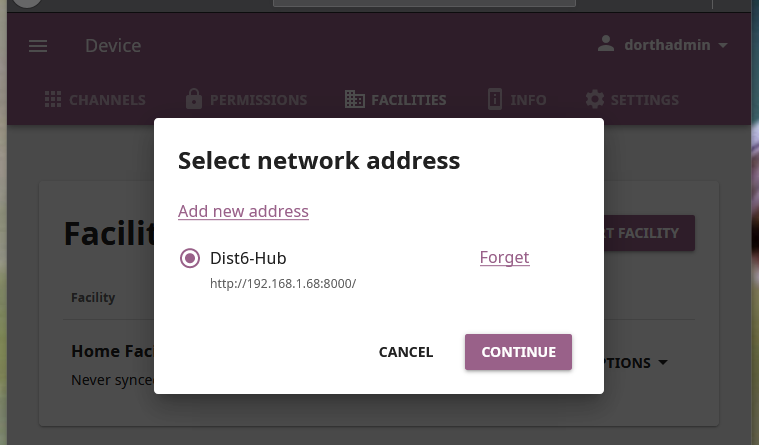 Device
dorthadmin
CHANNELS
PERMISSIONS
FACILITIES
INFO
SETTINGS
Select network address
Add new address
Dist6-Hub
Forget
http://192.168.1.68:8000/
CANCEL
CONTINUE
Facilit
T FACILITY
Facility
Home Fac
PTIONS
Never synced